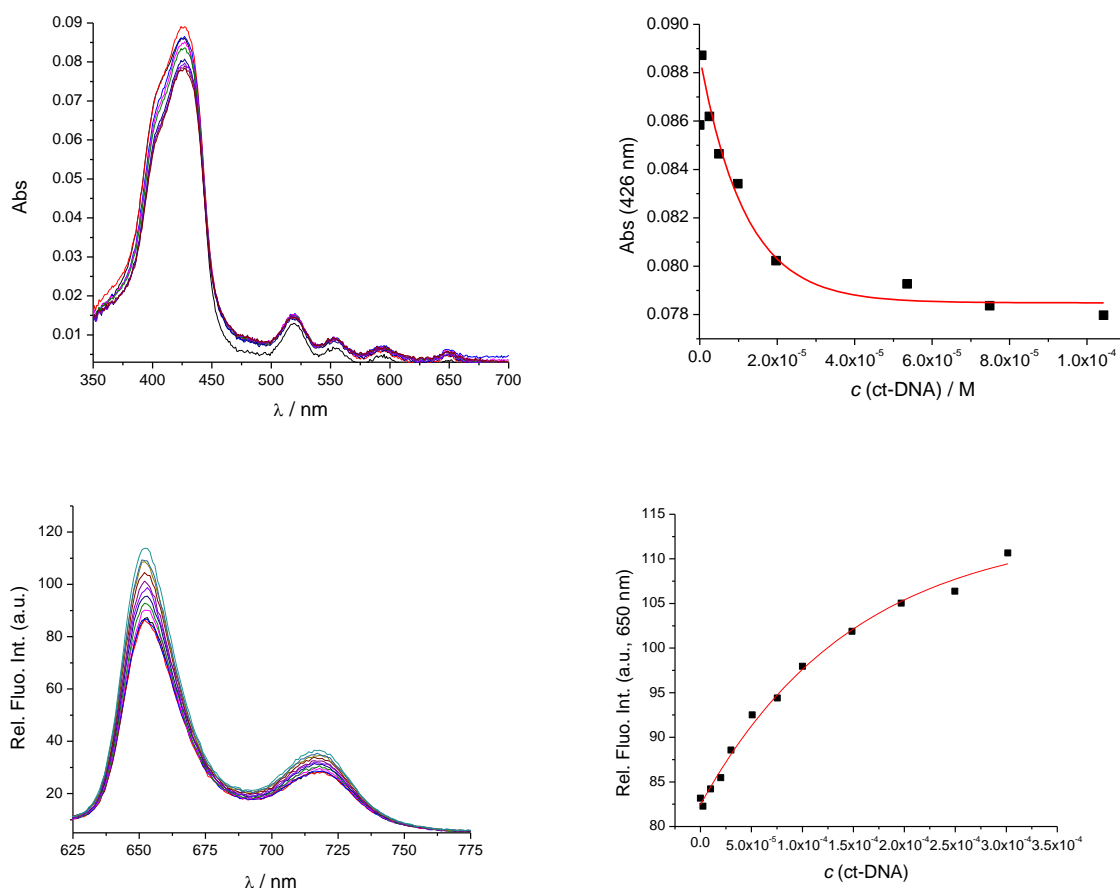 0.09
0.08
0.07
0.06
0.05
0.04
0.03
0.02
0.01
Abs
350 400 450 500 550 600 650 700
λ / nm
0.090
0.088
0.086
0.084
0.082
0.080
0.078
Abs (426 nm)
0.0 2.0x10⁻⁵ 4.0x10⁻⁵ 6.0x10⁻⁵ 8.0x10⁻⁵ 1.0x10⁻⁴
c (ct-DNA) / M
120
100
80
60
40
20
Rel. Fluo. Int. (a.u.)
625 650 675 700 725 750 775
λ / nm
115
110
105
100
95
90
85
80
Rel. Fluo. Int. (a.u., 650 nm)
0.0 5.0x10⁻⁵ 1.0x10⁻⁴ 1.5x10⁻⁴ 2.0x10⁻⁴ 2.5x10⁻⁴ 3.0x10⁻⁴ 3.5x10⁻⁴
c (ct-DNA)